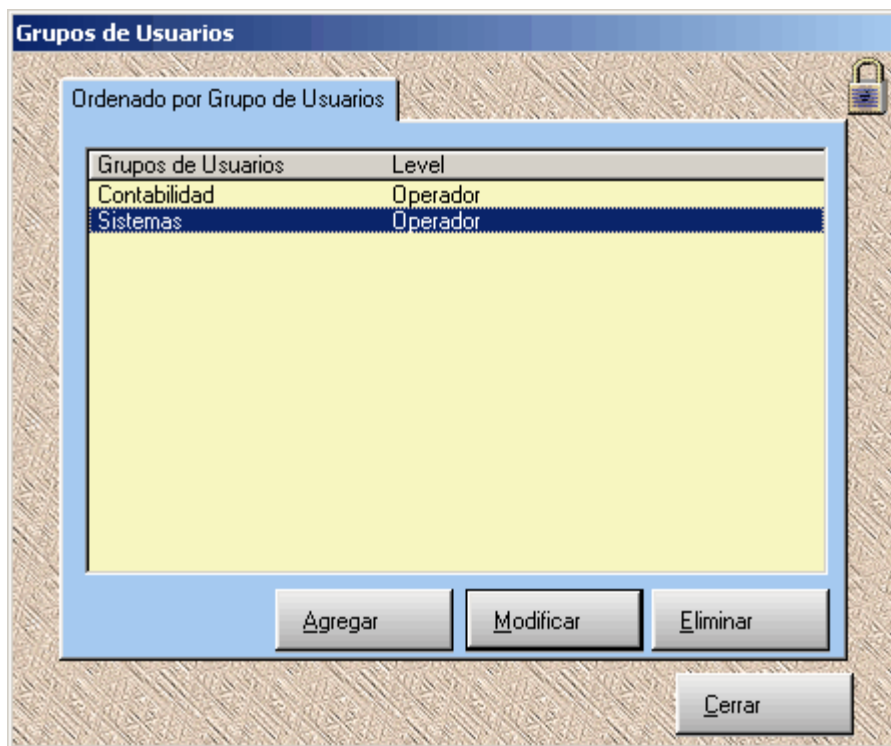 Grupos de Usuarios
Ordenado por Grupo de Usuarios
Grupos de Usuarios Level
Contabilidad Operador
Sistemas Operador
Agregar Modificar Eliminar
Cerrar